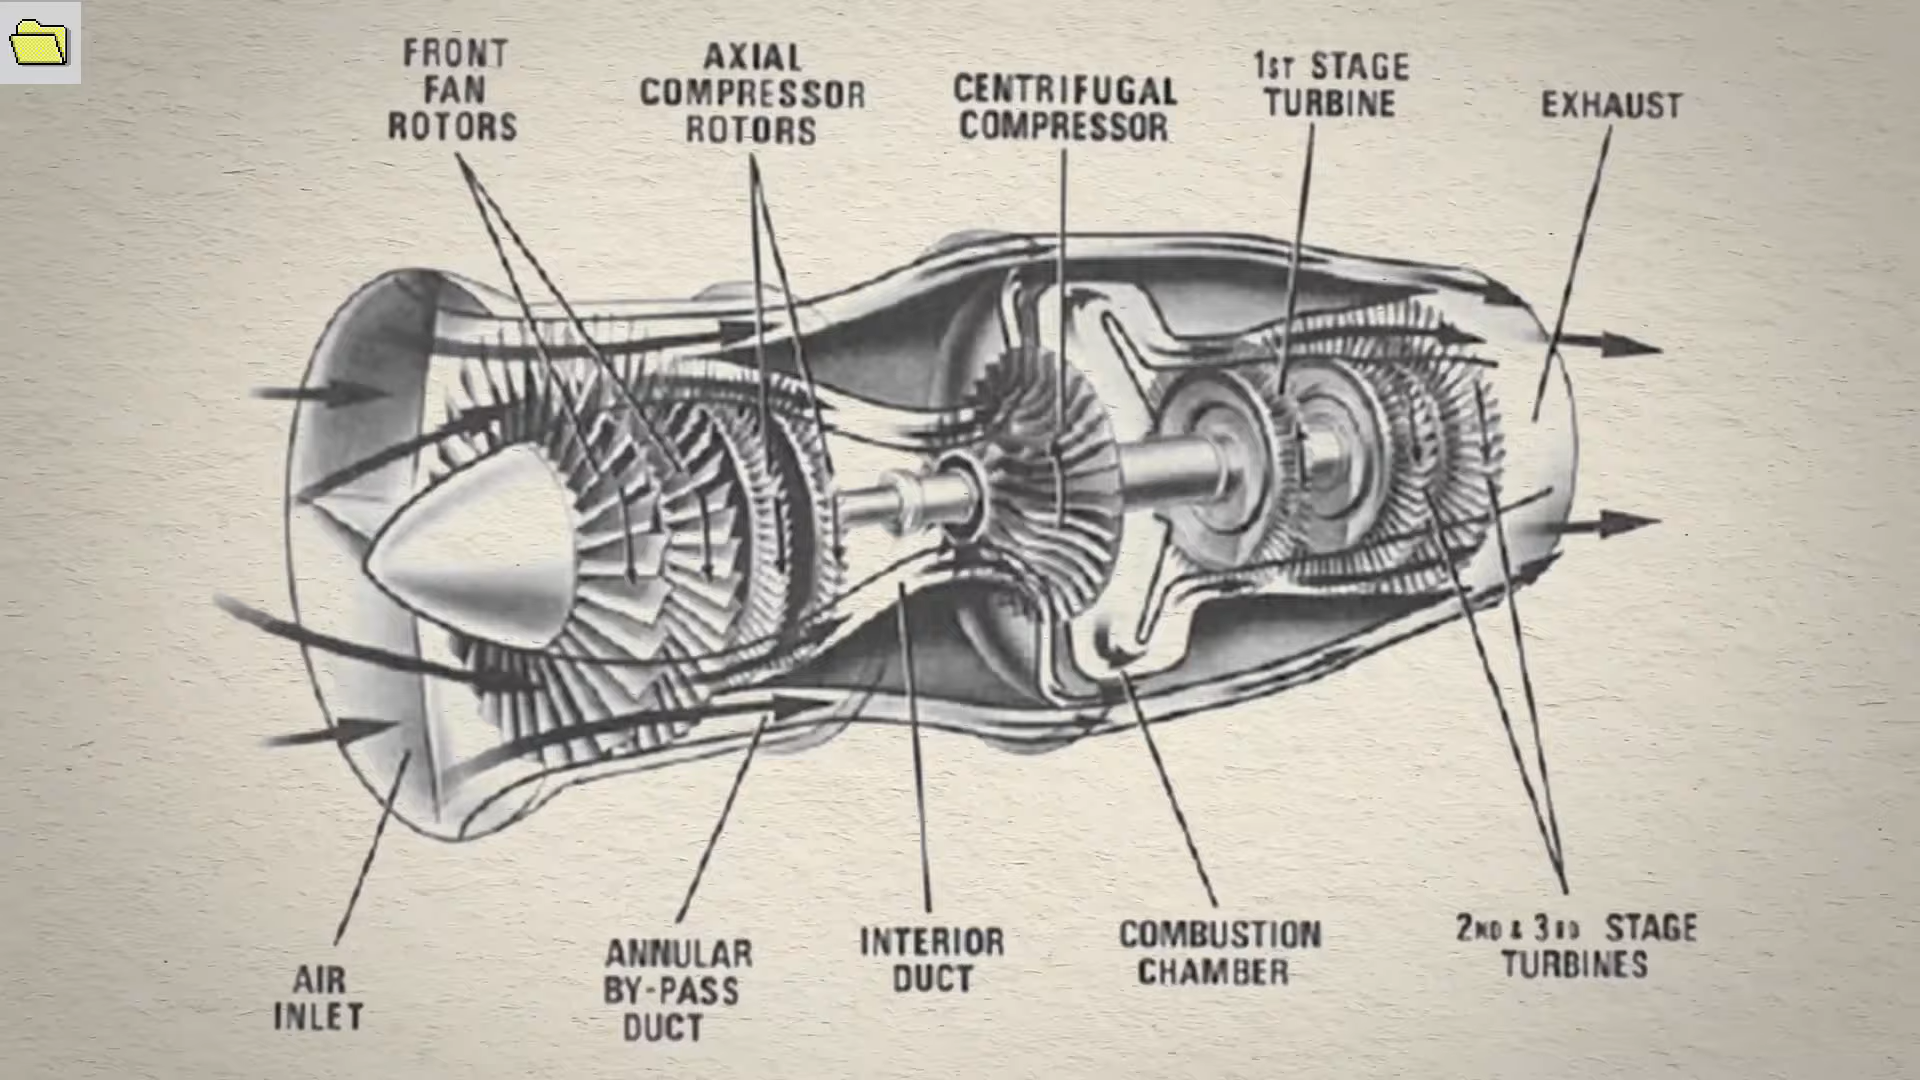 FRONT
FAN
ROTORS
AXIAL
COMPRESSOR
ROTORS
CENTRIFUGAL
COMPRESSOR
1ST STAGE
TURBINE
EXHAUST
AIR
INLET
ANNULAR
BY-PASS
DUCT
INTERIOR
DUCT
COMBUSTION
CHAMBER
2ND & 3RD STAGE
TURBINES